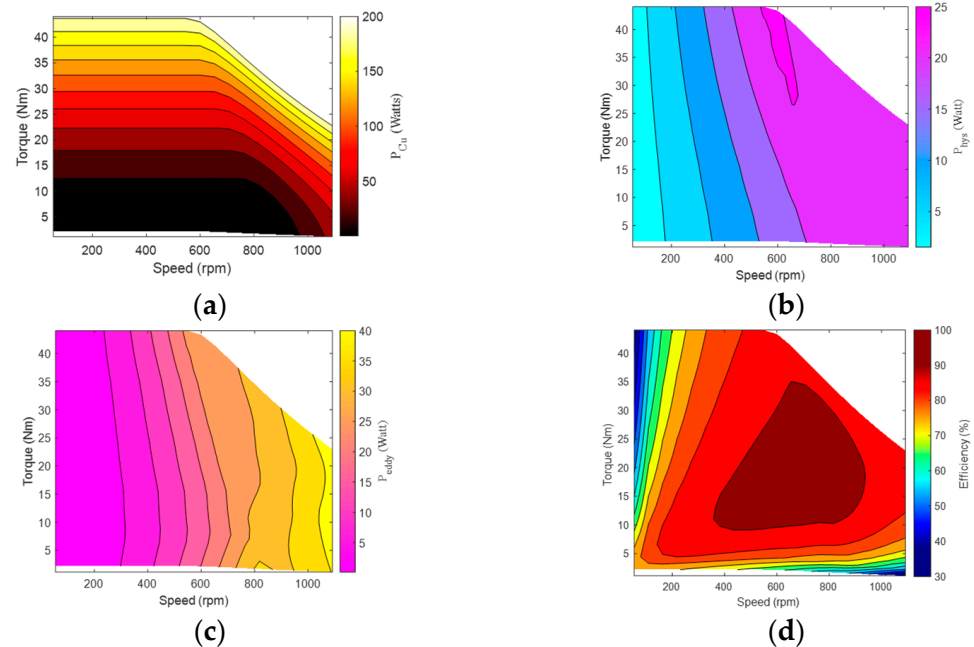 40
35
30
25
20
15
10
5
Torque (Nm)
200 400 600 800 1000
Speed (rpm)
200
150
100
50
P_Cu (Watts)
(a)
40
35
30
25
20
15
10
5
Torque (Nm)
200 400 600 800 1000
Speed (rpm)
25
20
15
10
5
P_hys (Watt)
(b)
40
35
30
25
20
15
10
5
Torque (Nm)
200 400 600 800 1000
Speed (rpm)
40
35
30
25
20
15
10
5
P_eddy (Watt)
(c)
40
35
30
25
20
15
10
5
Torque (Nm)
200 400 600 800 1000
Speed (rpm)
100
90
80
70
60
50
40
30
Efficiency (%)
(d)